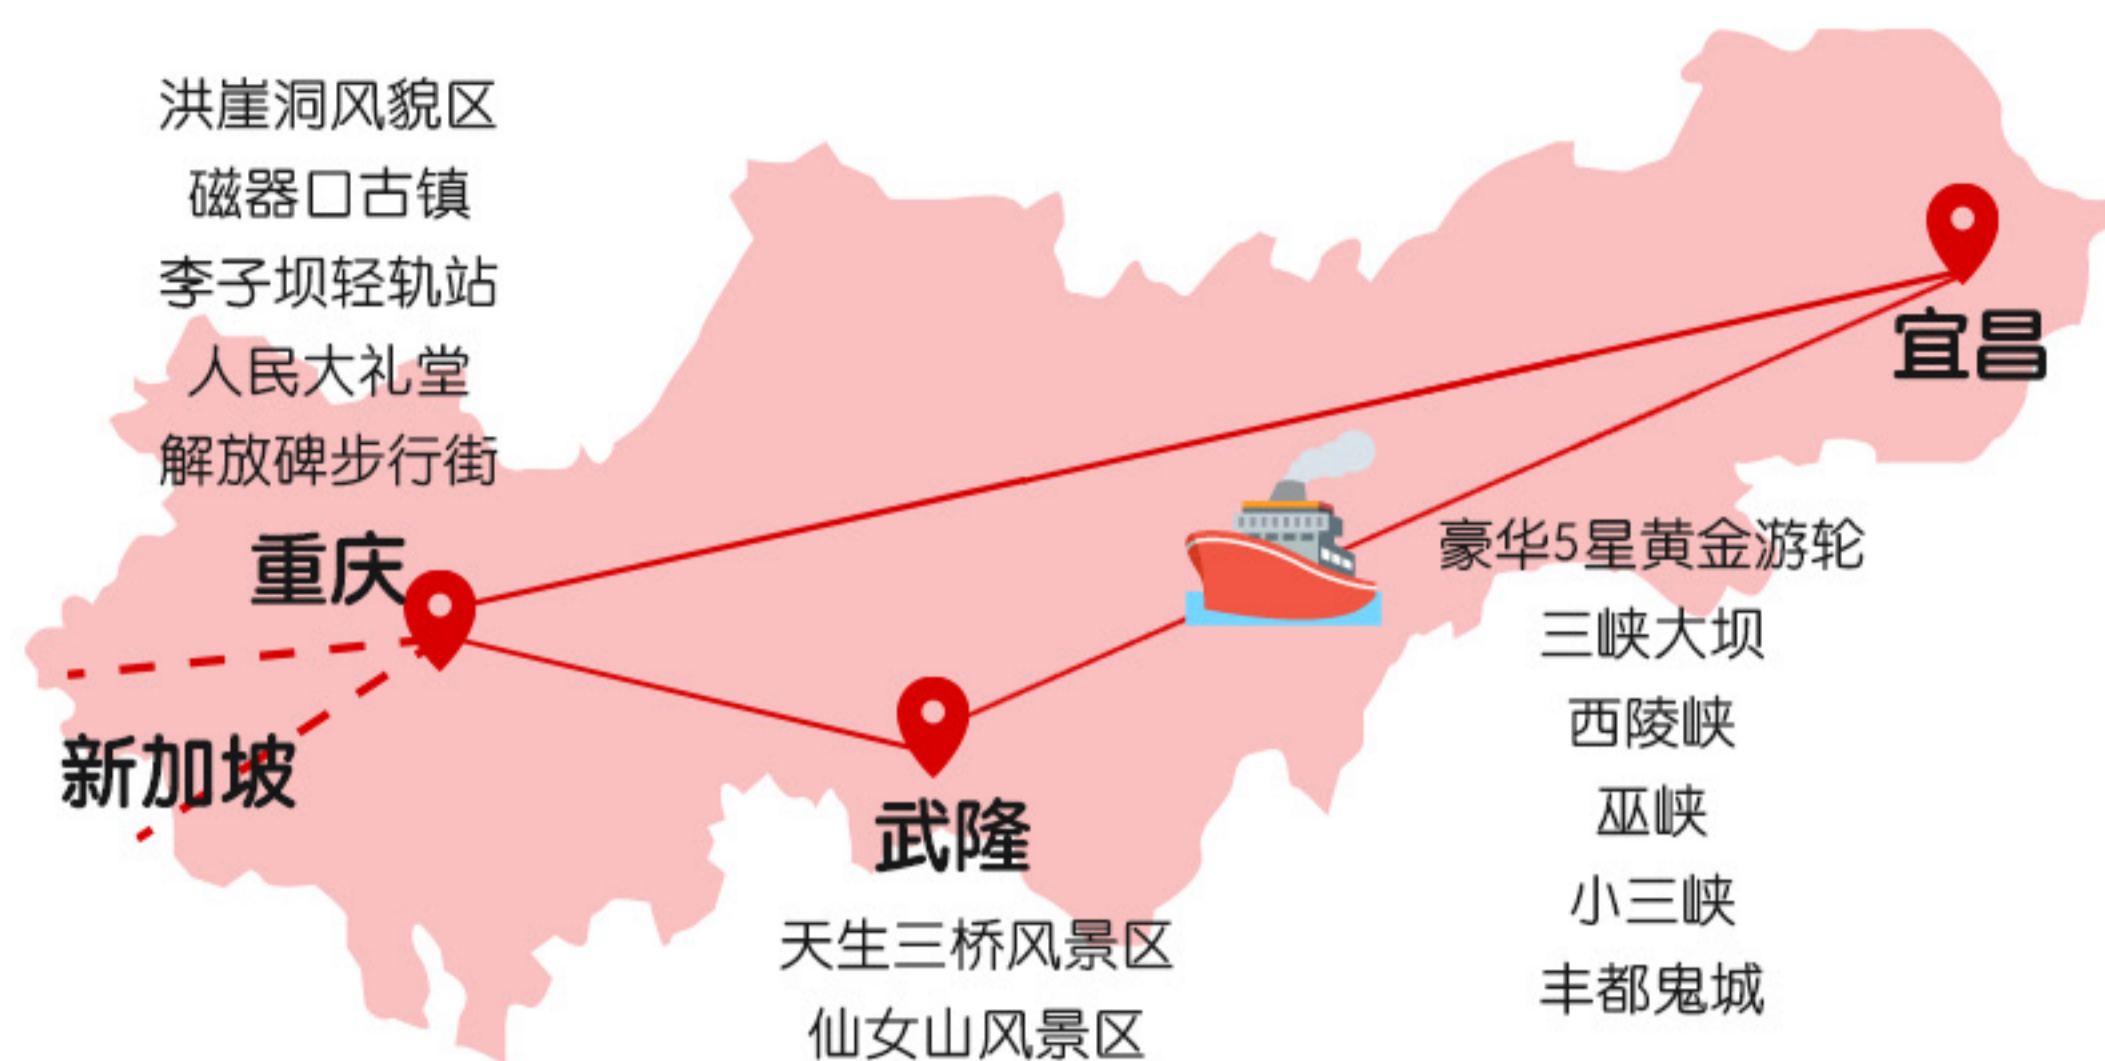 洪崖洞风貌区
磁器口古镇
李子坝轻轨站
人民大礼堂
解放碑步行街
重庆
新加坡
武隆
天生三桥风景区
仙女山风景区
宜昌
豪华5星黄金游轮
三峡大坝
西陵峡
巫峡
小三峡
丰都鬼城